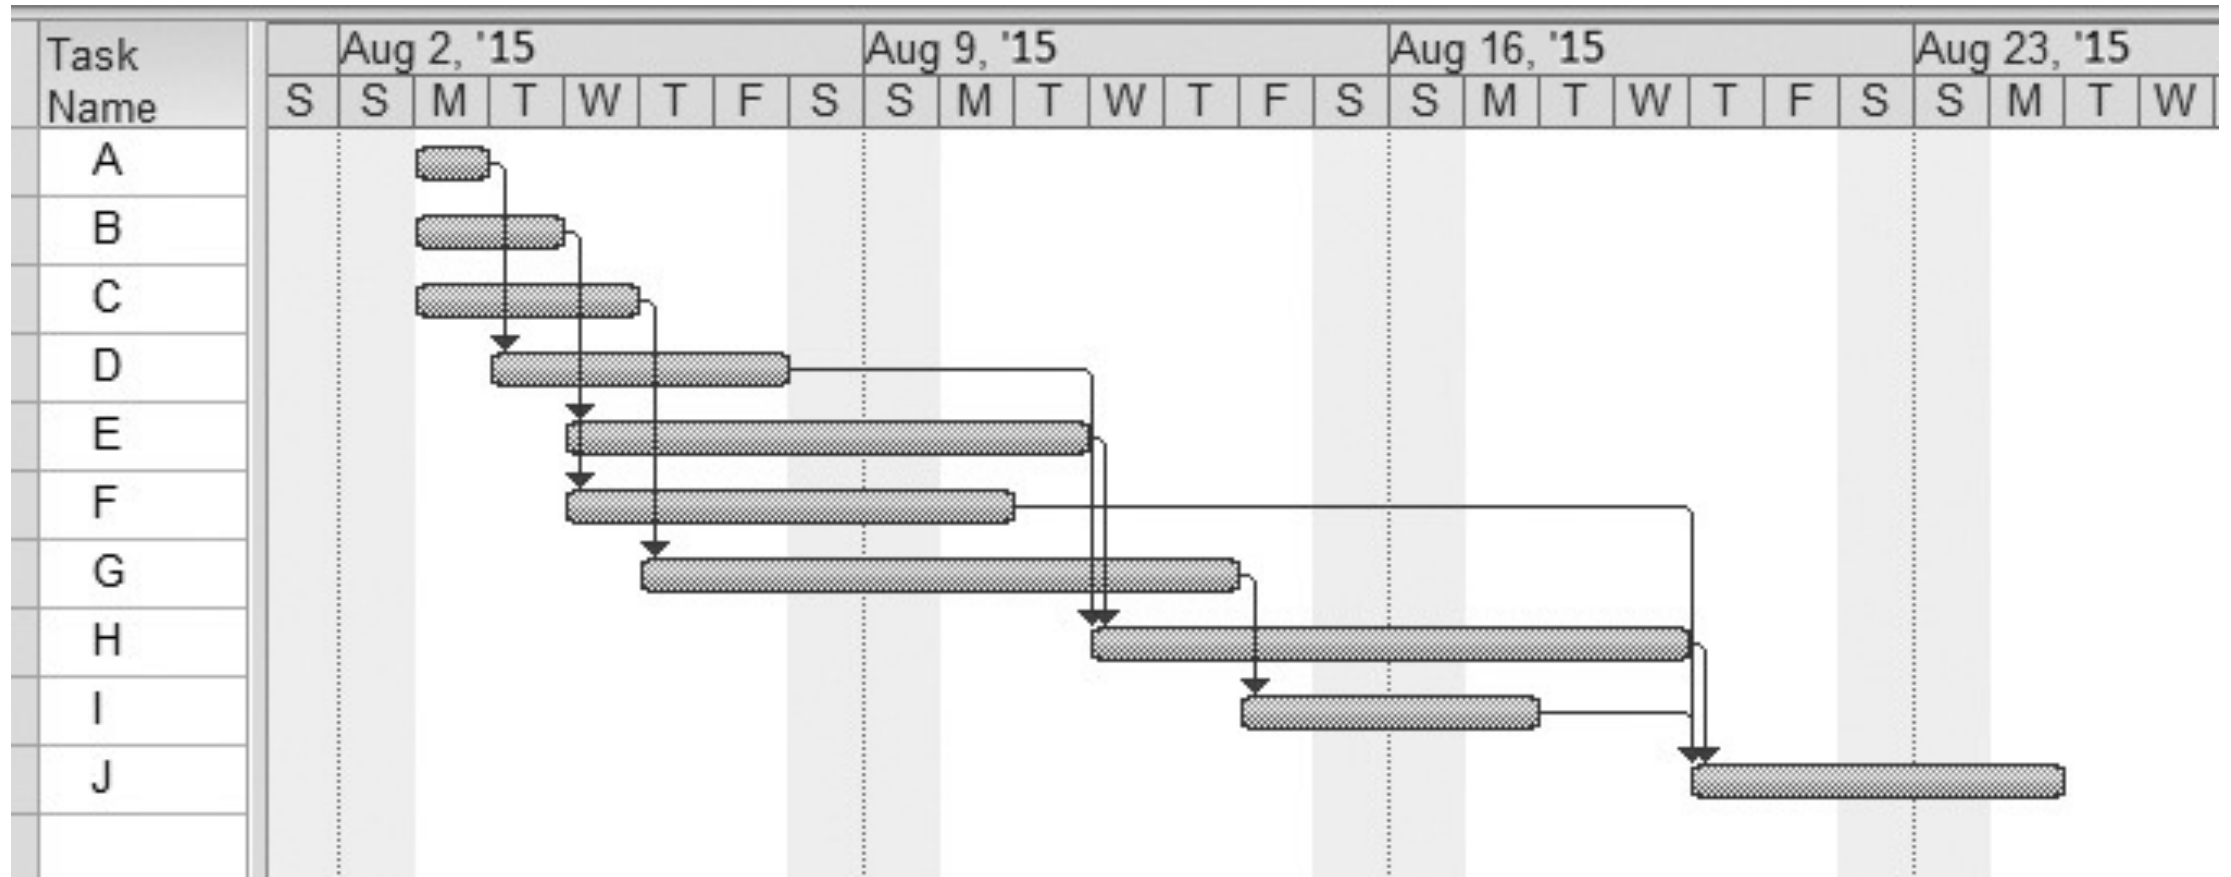 Task Name
Aug 2, '15 Aug 9, '15 Aug 16, '15 Aug 23, '15
S S M T W T F S S M T W T F S S M T W T F S S M T W
A
B
C
D
E
F
G
H
I
J